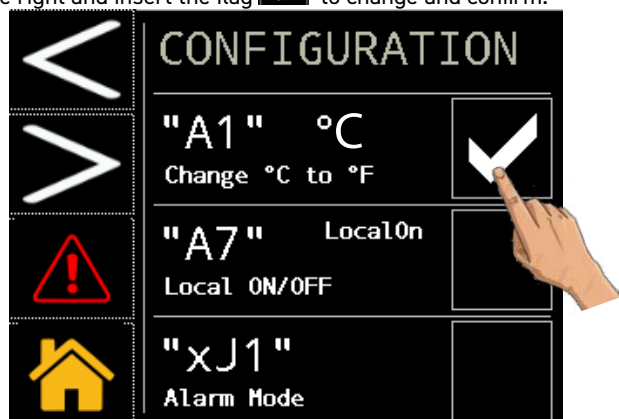 right and insert the flag to change and confirm.
CONFIGURATION
"A1" °C
Change °C to °F
"A7" LocalOn
Local ON/OFF
"xJ1"
Alarm Mode